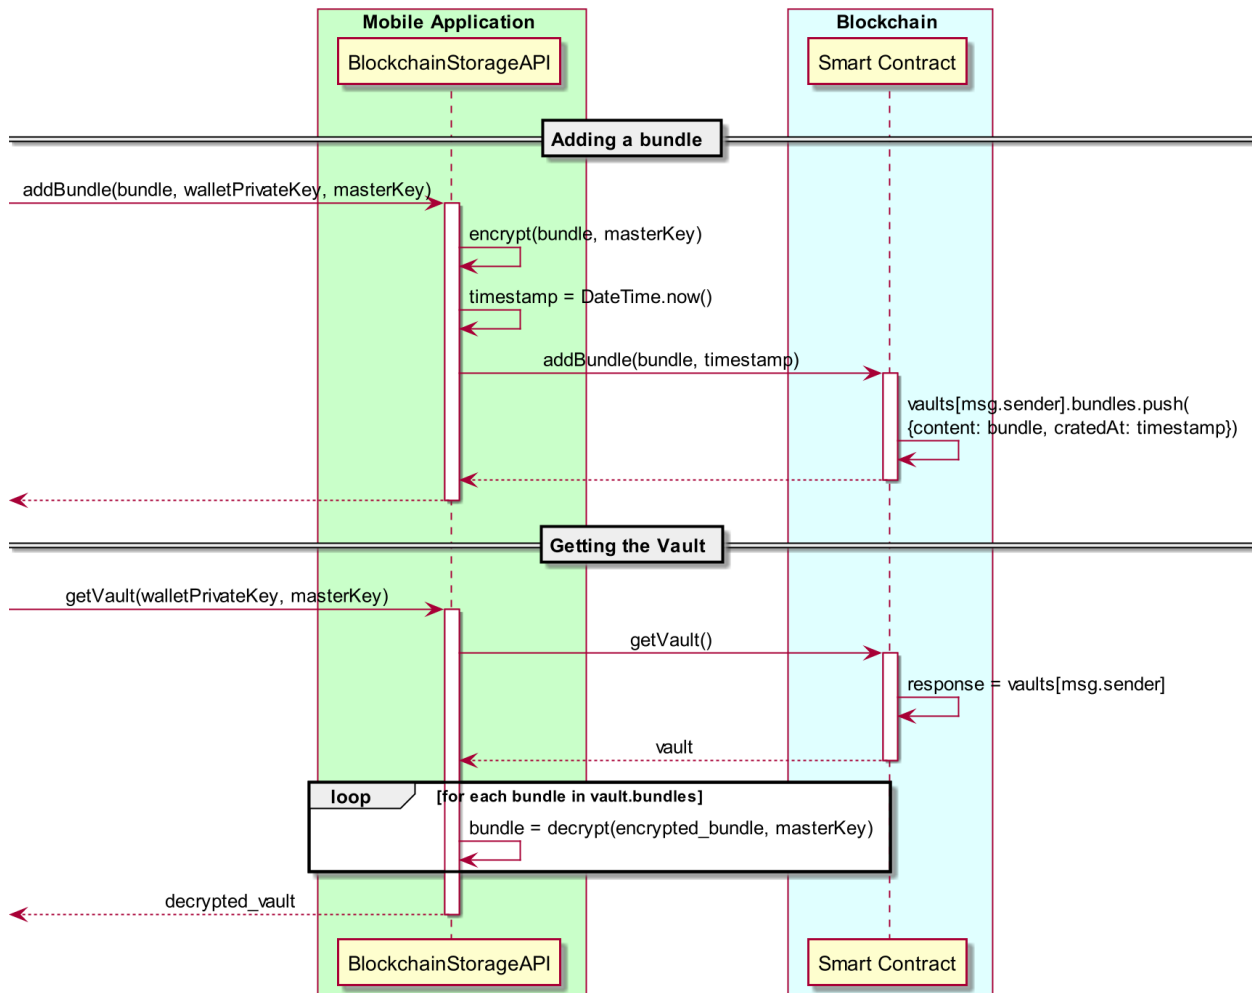 Mobile Application
Blockchain
BlockchainStorageAPI
Smart Contract
Adding a bundle
addBundle(bundle, walletPrivateKey, masterKey)
encrypt(bundle, masterKey)
timestamp = DateTime.now()
addBundle(bundle, timestamp)
vaults[msg.sender].bundles.push(
{content: bundle, cratedAt: timestamp})
Getting the Vault
getVault(walletPrivateKey, masterKey)
getVault()
response = vaults[msg.sender]
vault
loop
[for each bundle in vault.bundles]
bundle = decrypt(encrypted_bundle, masterKey)
decrypted_vault
BlockchainStorageAPI
Smart Contract